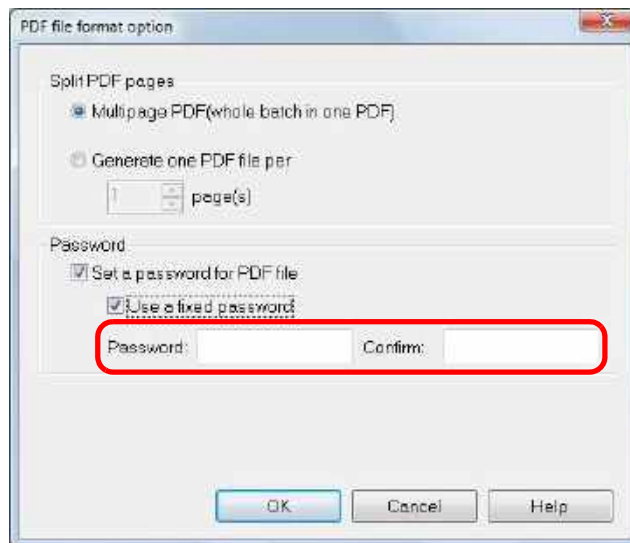 PDF file format option
Split PDF pages
Multipage PDF(whole batch in one PDF)
Generate one PDF file per
1 page(s)
Password
Set a password for PDF file
Use a fixed password
Password: Confirm:
OK Cancel Help